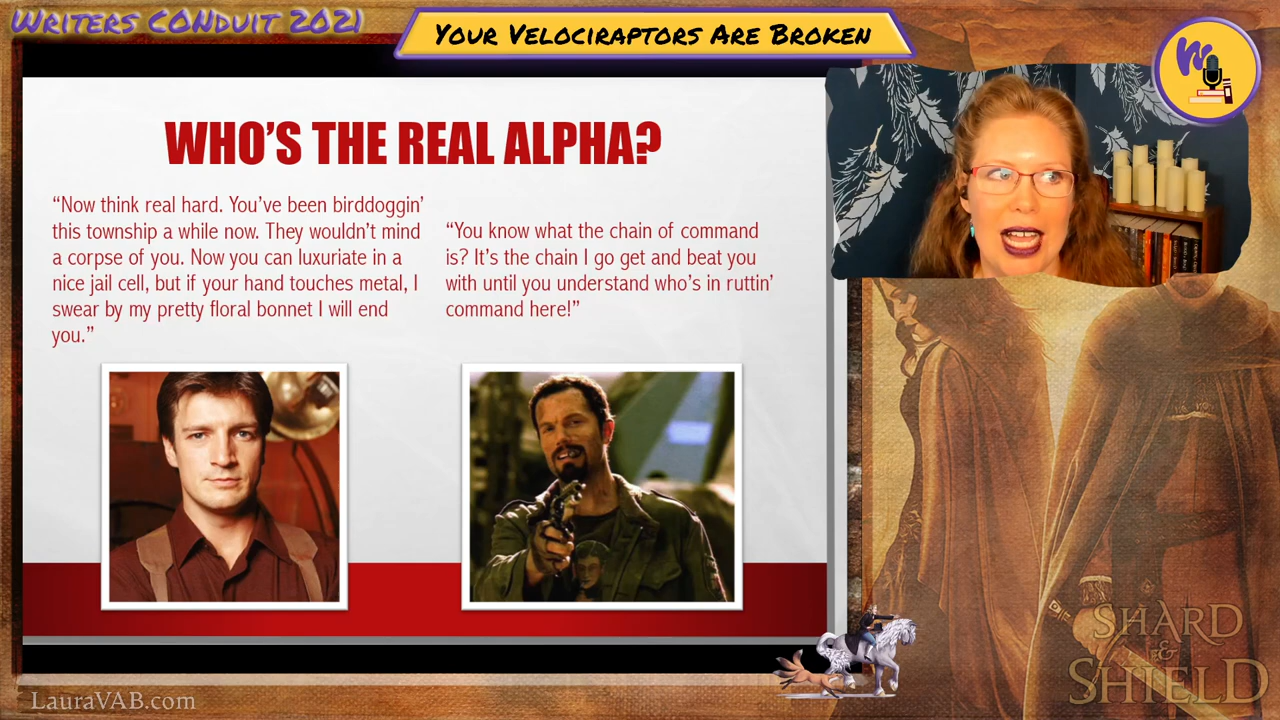 Writers CONduit 2021
Your Velociraptors Are Broken
W
WHO’S THE REAL ALPHA?
“Now think real hard. You’ve been birddoggin’
this township a while now. They wouldn’t mind
a corpse of you. Now you can luxuriate in a
nice jail cell, but if your hand touches metal, I
swear by my pretty floral bonnet I will end
you.”
“You know what the chain of command
is? It’s the chain I go get and beat you
with until you understand who’s in ruttin’
command here!”
SHARD
&
SHIELD
LauraVAB.com